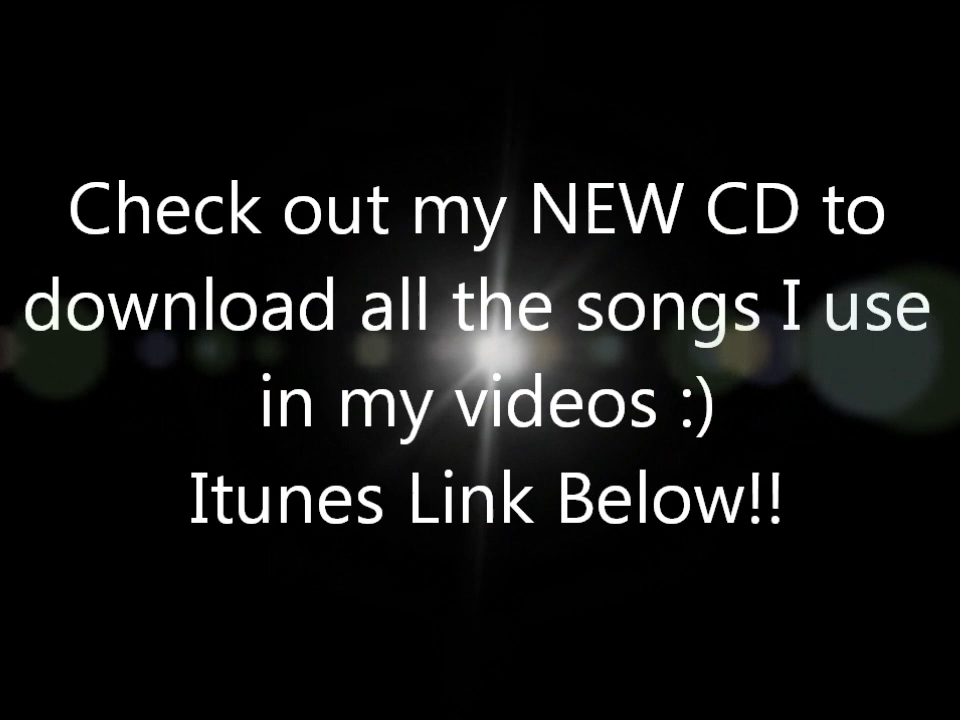 Check out my NEW CD to
download all the songs I use
in my videos :)
Itunes Link Below!!